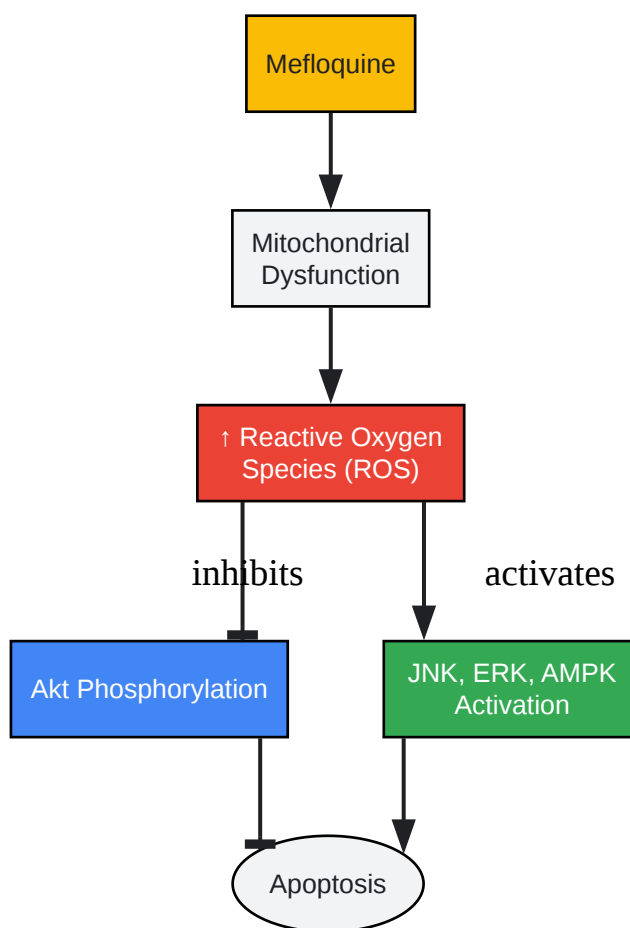 Mefloquine
Mitochondrial
Dysfunction
↑ Reactive Oxygen
Species (ROS)
inhibits
activates
Akt Phosphorylation
JNK, ERK, AMPK
Activation
Apoptosis